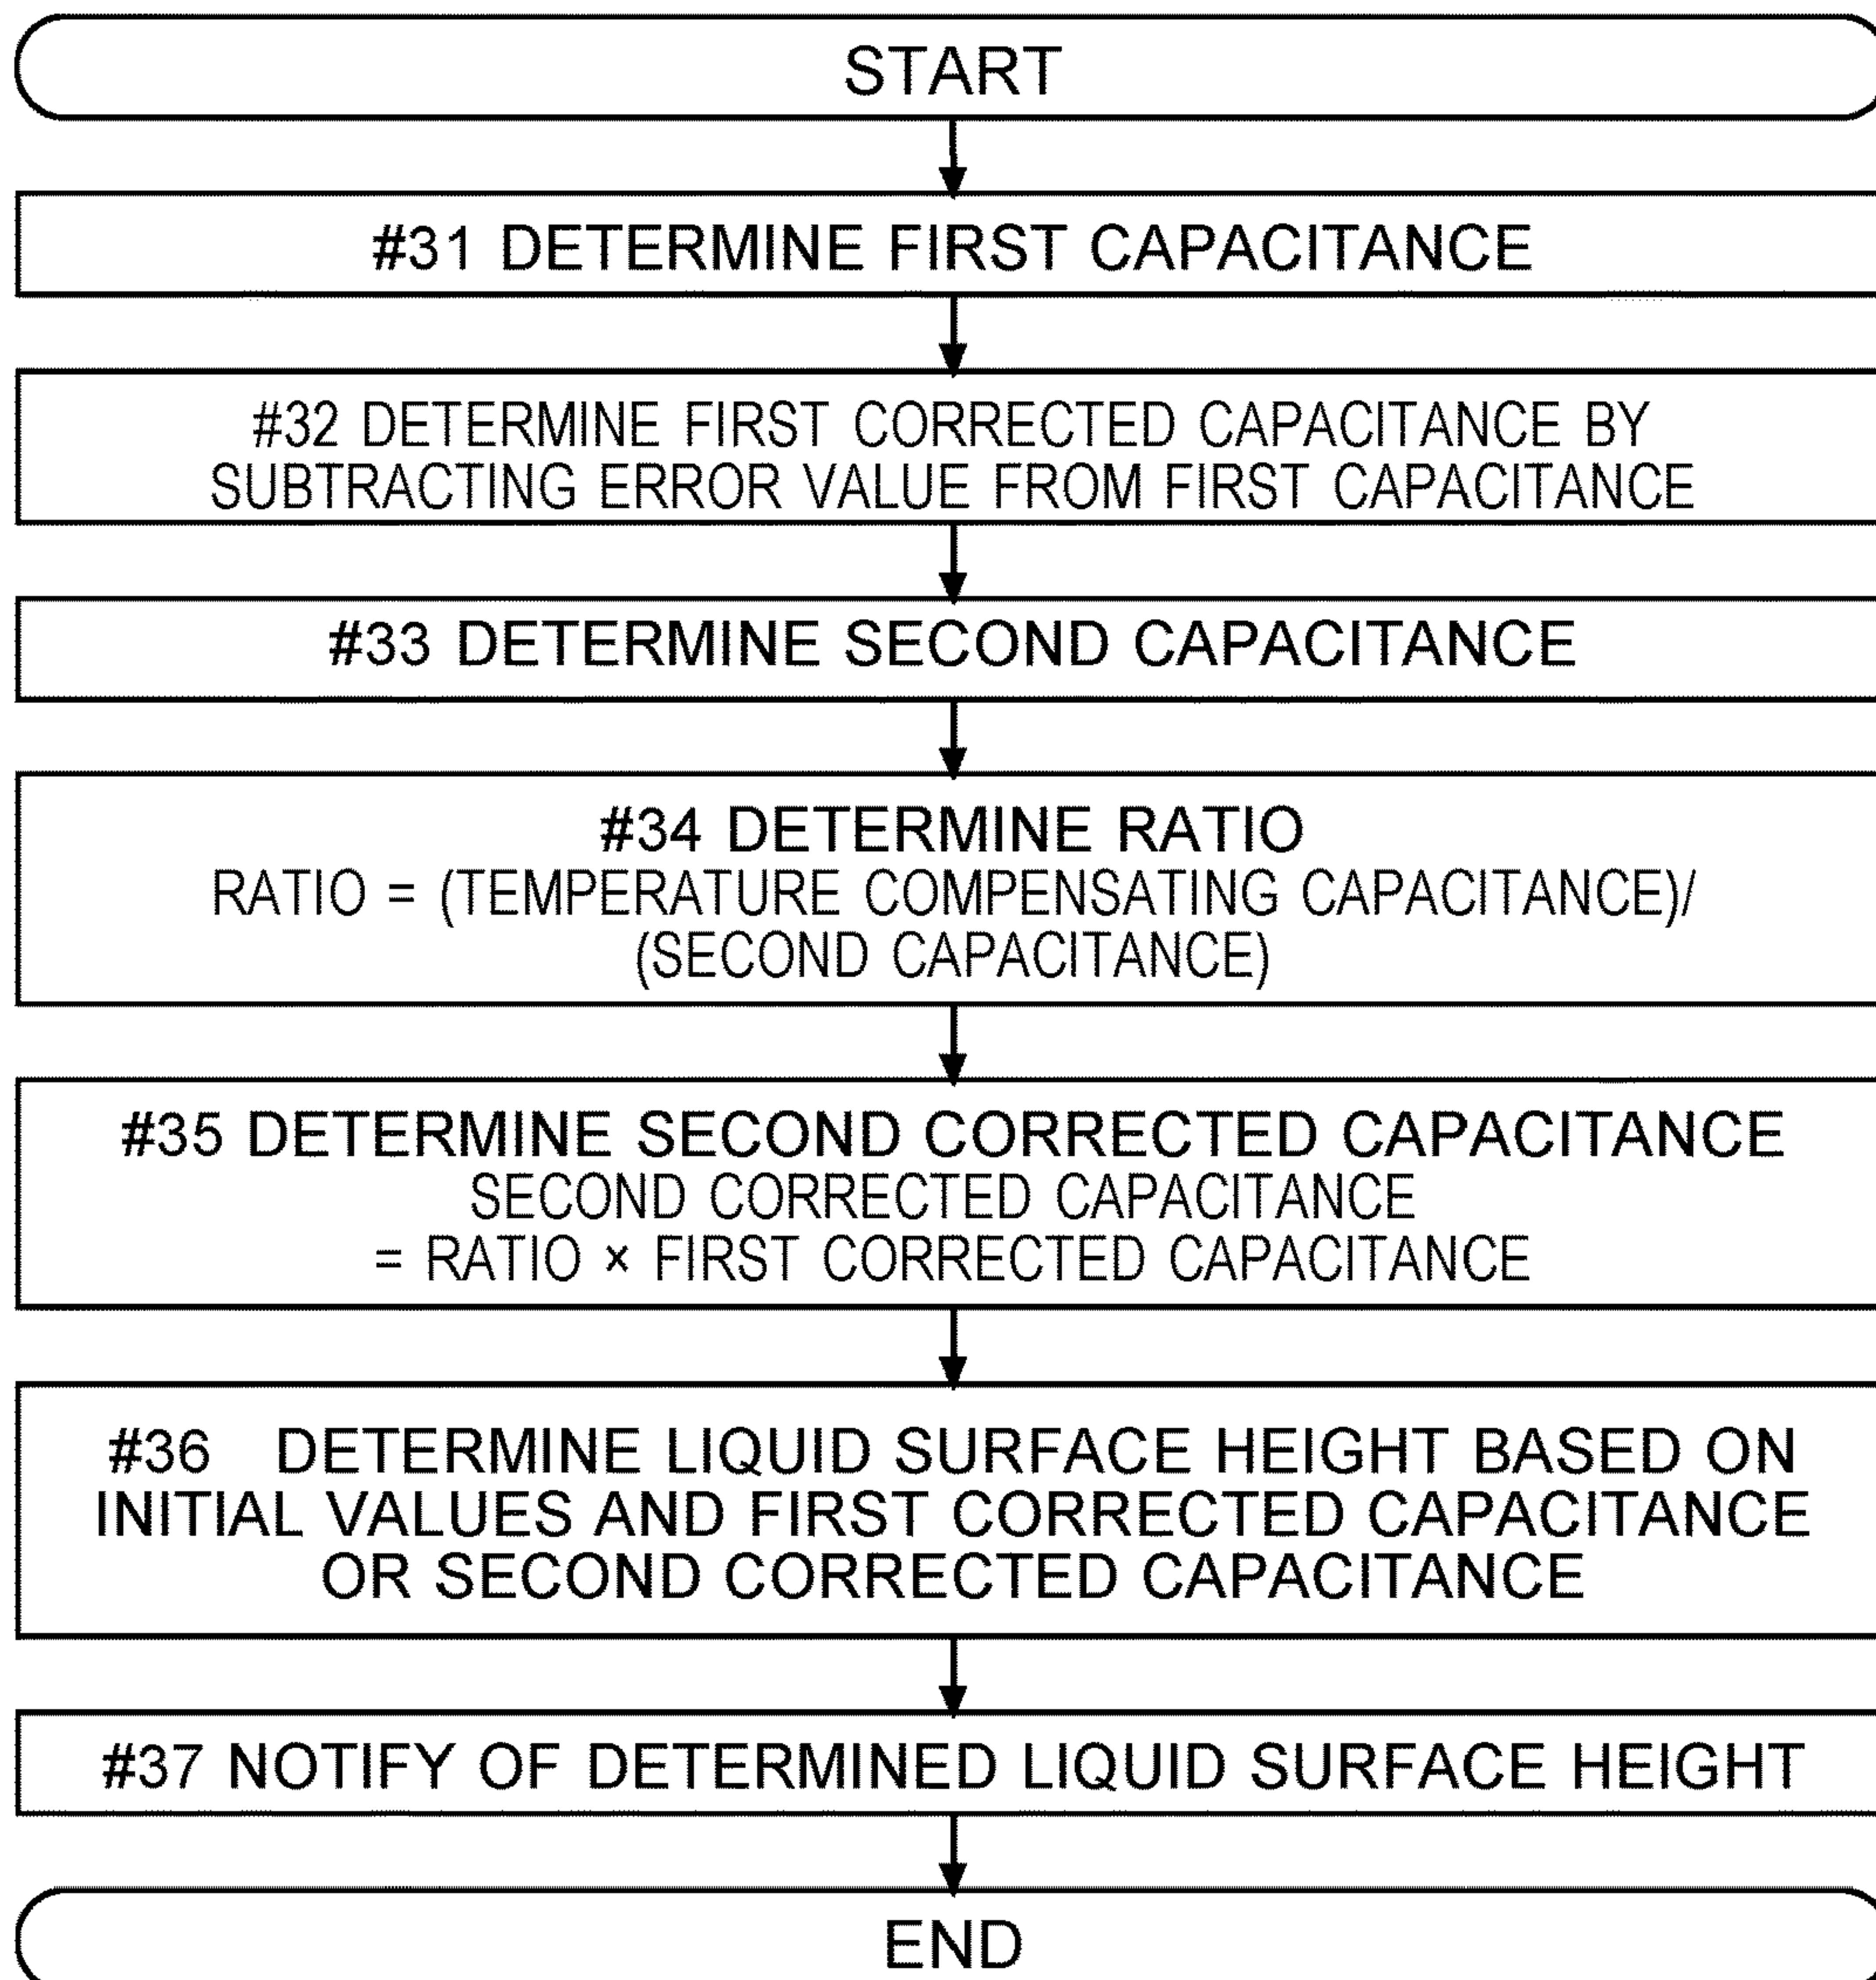 START
#31 DETERMINE FIRST CAPACITANCE
#32 DETERMINE FIRST CORRECTED CAPACITANCE BY
SUBTRACTING ERROR VALUE FROM FIRST CAPACITANCE
#33 DETERMINE SECOND CAPACITANCE
#34 DETERMINE RATIO
RATIO = (TEMPERATURE COMPENSATING CAPACITANCE)/
(SECOND CAPACITANCE)
#35 DETERMINE SECOND CORRECTED CAPACITANCE
SECOND CORRECTED CAPACITANCE
= RATIO × FIRST CORRECTED CAPACITANCE
#36 DETERMINE LIQUID SURFACE HEIGHT BASED ON
INITIAL VALUES AND FIRST CORRECTED CAPACITANCE
OR SECOND CORRECTED CAPACITANCE
#37 NOTIFY OF DETERMINED LIQUID SURFACE HEIGHT
END